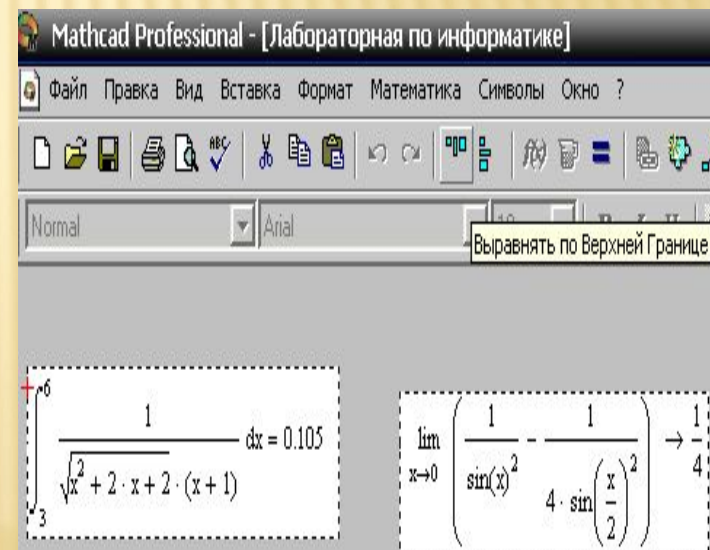 Mathcad Professional - [Лабораторная по информатике]
Файл Правка Вид Вставка Формат Математика Символы Окно ?
ABC f(x)
Normal Arial
Выравнять по Верхней Границе
∫₃⁶ 1 / (√(x² + 2 · x + 2) · (x + 1)) dx = 0.105
lim x→0 (1 / sin(x)² - 1 / (4 · sin(x/2)²)) → 1/4